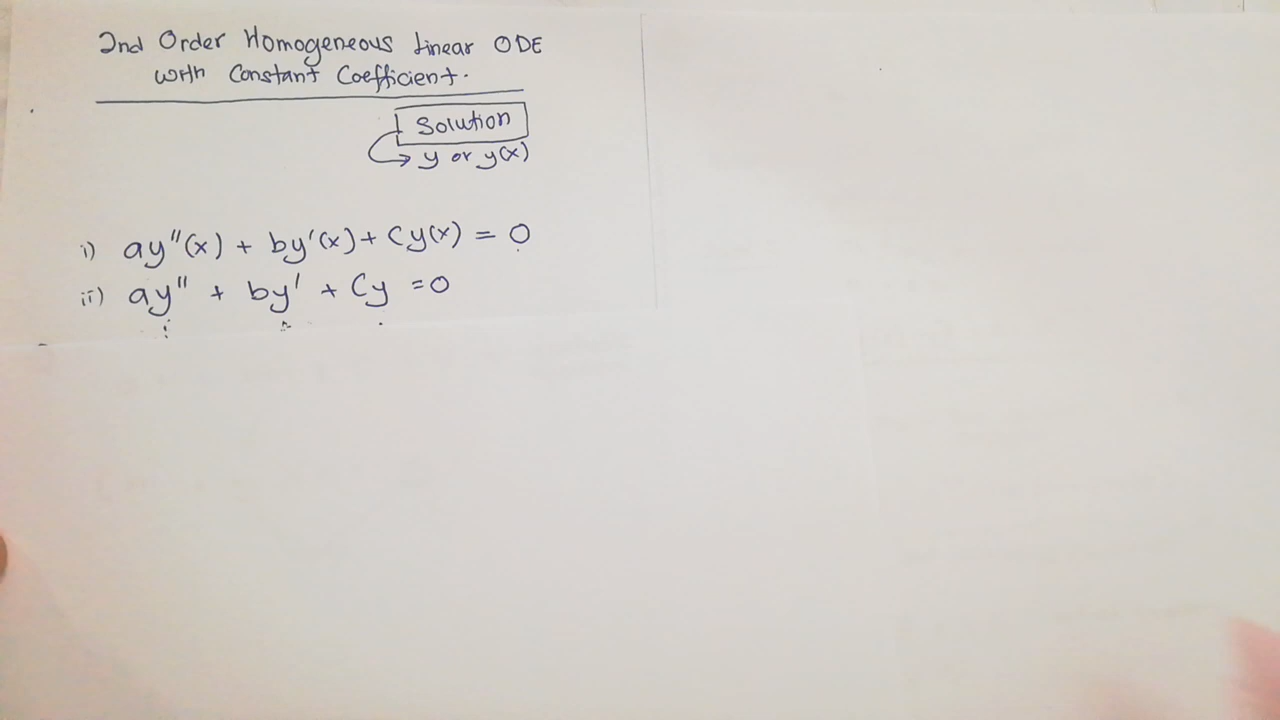 2nd Order Homogeneous Linear ODE
with Constant Coefficient.
Solution
y or y(x)
i) ay"(x) + by'(x) + Cy(x) = 0
ii) ay" + by' + Cy = 0